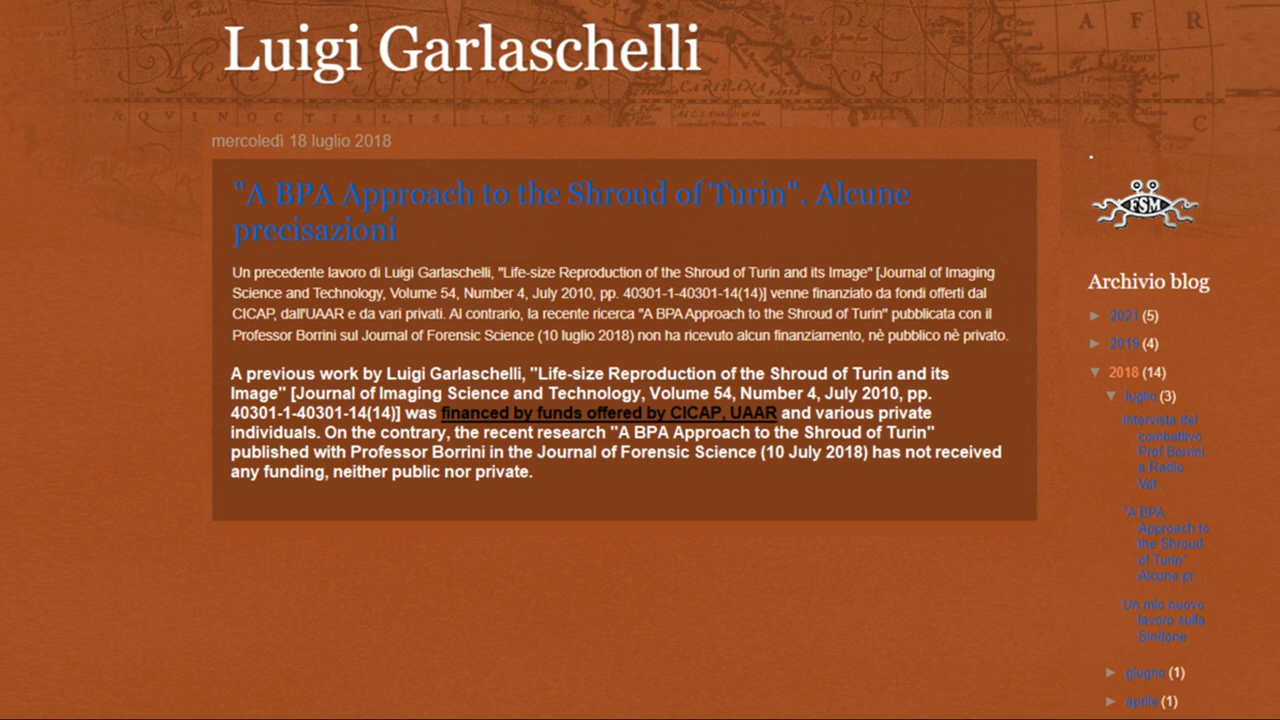 A F R
Luigi Garlaschelli
BENIN
CARIBANA
NORT
ÆQVINOCTIALIS LINEA
C
mercoledì 18 luglio 2018
"A BPA Approach to the Shroud of Turin". Alcune
precisazioni
Un precedente lavoro di Luigi Garlaschelli, "Life-size Reproduction of the Shroud of Turin and its Image" [Journal of Imaging
Science and Technology, Volume 54, Number 4, July 2010, pp. 40301-1-40301-14(14)] venne finanziato da fondi offerti dal
CICAP, dall'UAAR e da vari privati. Al contrario, la recente ricerca "A BPA Approach to the Shroud of Turin" pubblicata con il
Professor Borrini sul Journal of Forensic Science (10 luglio 2018) non ha ricevuto alcun finanziamento, nè pubblico nè privato.
A previous work by Luigi Garlaschelli, "Life-size Reproduction of the Shroud of Turin and its
Image" [Journal of Imaging Science and Technology, Volume 54, Number 4, July 2010, pp.
40301-1-40301-14(14)] was financed by funds offered by CICAP, UAAR and various private
individuals. On the contrary, the recent research "A BPA Approach to the Shroud of Turin"
published with Professor Borrini in the Journal of Forensic Science (10 July 2018) has not received
any funding, neither public nor private.
.
FSM
Archivio blog
► 2021 (5)
► 2019 (4)
▼ 2018 (14)
▼ luglio (3)
Intervista del
combattivo
Prof Borrini
a Radio
Vat...
"A BPA
Approach to
the Shroud
of Turin".
Alcune pr...
Un mio nuovo
lavoro sulla
Sindone
► giugno (1)
► aprile (1)